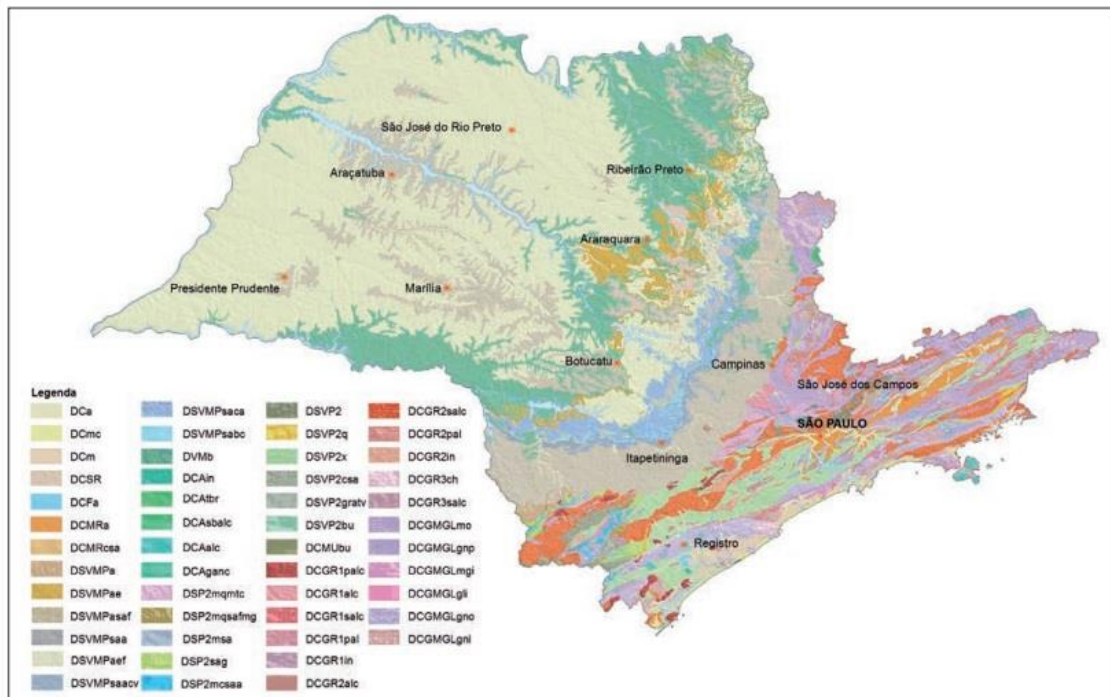 São José do Rio Preto
Araçatuba
Ribeirão Preto
Araraquara
Presidente Prudente
Marília
Botucatu
Campinas
São José dos Campos
SÃO PAULO
Itapetininga
Registro
Legenda
DCa
DCmc
DCm
DCSR
DCFa
DCMRa
DCMRcsa
DSVMPa
DSVMPae
DSVMPasaf
DSVMPsaa
DSVMPaef
DSVMPsaacv
DSVMPsaca
DSVMPsabc
DVMb
DCAin
DCAtbr
DCAsbalc
DCAalc
DCAganc
DSP2mqmtc
DSP2mqsafmg
DSP2msa
DSP2sag
DSP2mcsaa
DSVP2
DSVP2q
DSVP2x
DSVP2csa
DSVP2gratv
DSVP2bu
DCMUbu
DCGR1palc
DCGR1alc
DCGR1salc
DCGR1pal
DCGR1in
DCGR2alc
DCGR2salc
DCGR2pal
DCGR2in
DCGR3ch
DCGR3salc
DCGMGLmo
DCGMGLgnp
DCGMGLmgi
DCGMGLgli
DCGMGLgno
DCGMGLgnl